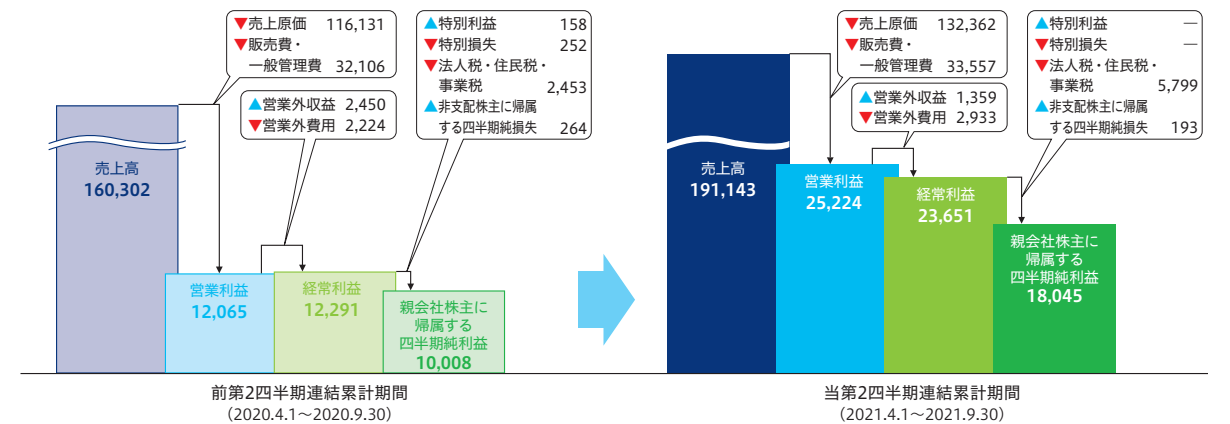 ▼売上原価 116,131
▼販売費・
一般管理費 32,106
▲営業外収益 2,450
▼営業外費用 2,224
▲特別利益 158
▼特別損失 252
▼法人税・住民税・
事業税 2,453
▲非支配株主に帰属
する四半期純損失 264
売上高
160,302
営業利益
12,065
経常利益
12,291
親会社株主に
帰属する
四半期純利益
10,008
前第2四半期連結累計期間
（2020.4.1～2020.9.30）
▼売上原価 132,362
▼販売費・
一般管理費 33,557
▲営業外収益 1,359
▼営業外費用 2,933
▲特別利益 —
▼特別損失 —
▼法人税・住民税・
事業税 5,799
▲非支配株主に帰属
する四半期純損失 193
売上高
191,143
営業利益
25,224
経常利益
23,651
親会社株主に
帰属する
四半期純利益
18,045
当第2四半期連結累計期間
（2021.4.1～2021.9.30）